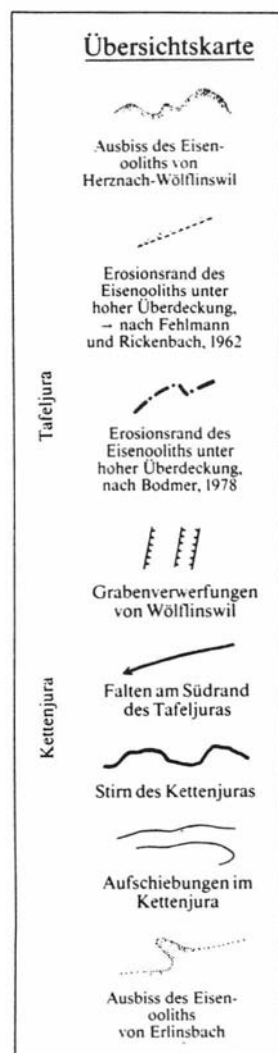 Übersichtskarte
Ausbiss des Eisen-
ooliths von
Herznach-Wölflinswil
Erosionsrand des
Eisenooliths unter
hoher Überdeckung,
– nach Fehlmann
und Rickenbach, 1962
Tafeljura
Erosionsrand des
Eisenooliths unter
hoher Überdeckung,
nach Bodmer, 1978
Grabenverwerfungen
von Wölflinswil
Falten am Südrand
des Tafeljuras
Kettenjura
Stirn des Kettenjuras
Aufschiebungen im
Kettenjura
Ausbiss des Eisen-
ooliths
von Erlinsbach